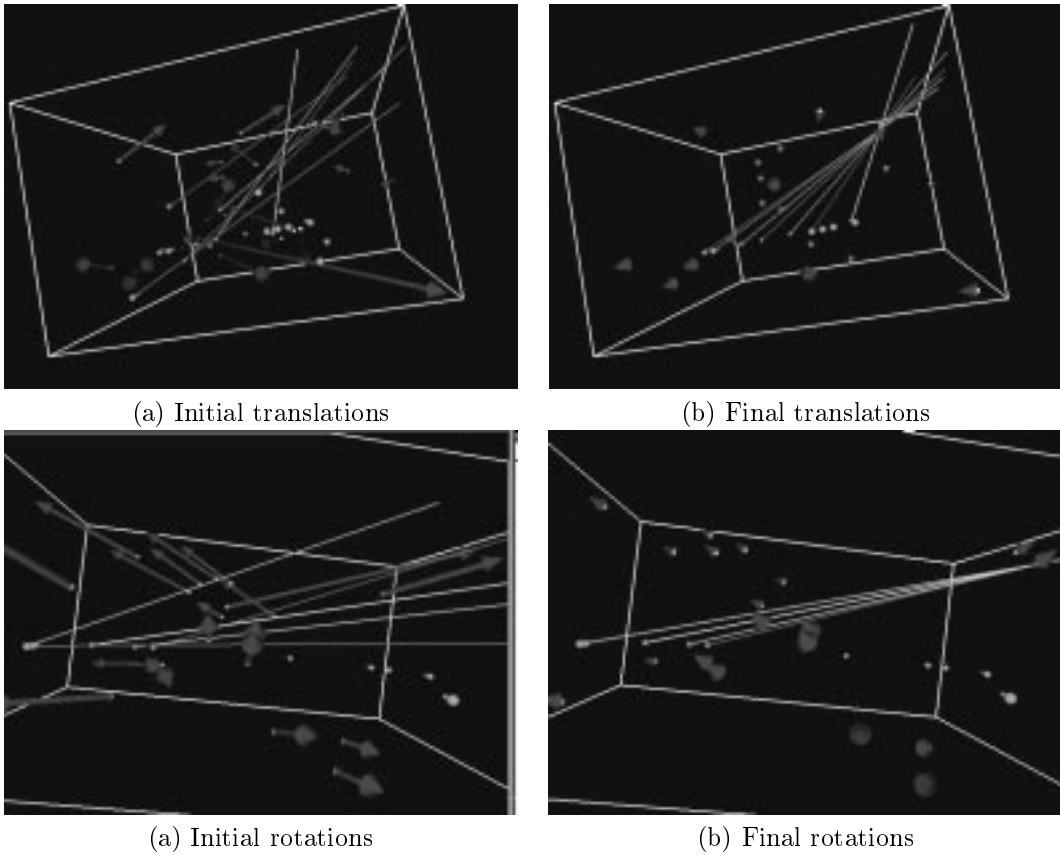 (a) Initial translations
(b) Final translations
(a) Initial rotations
(b) Final rotations